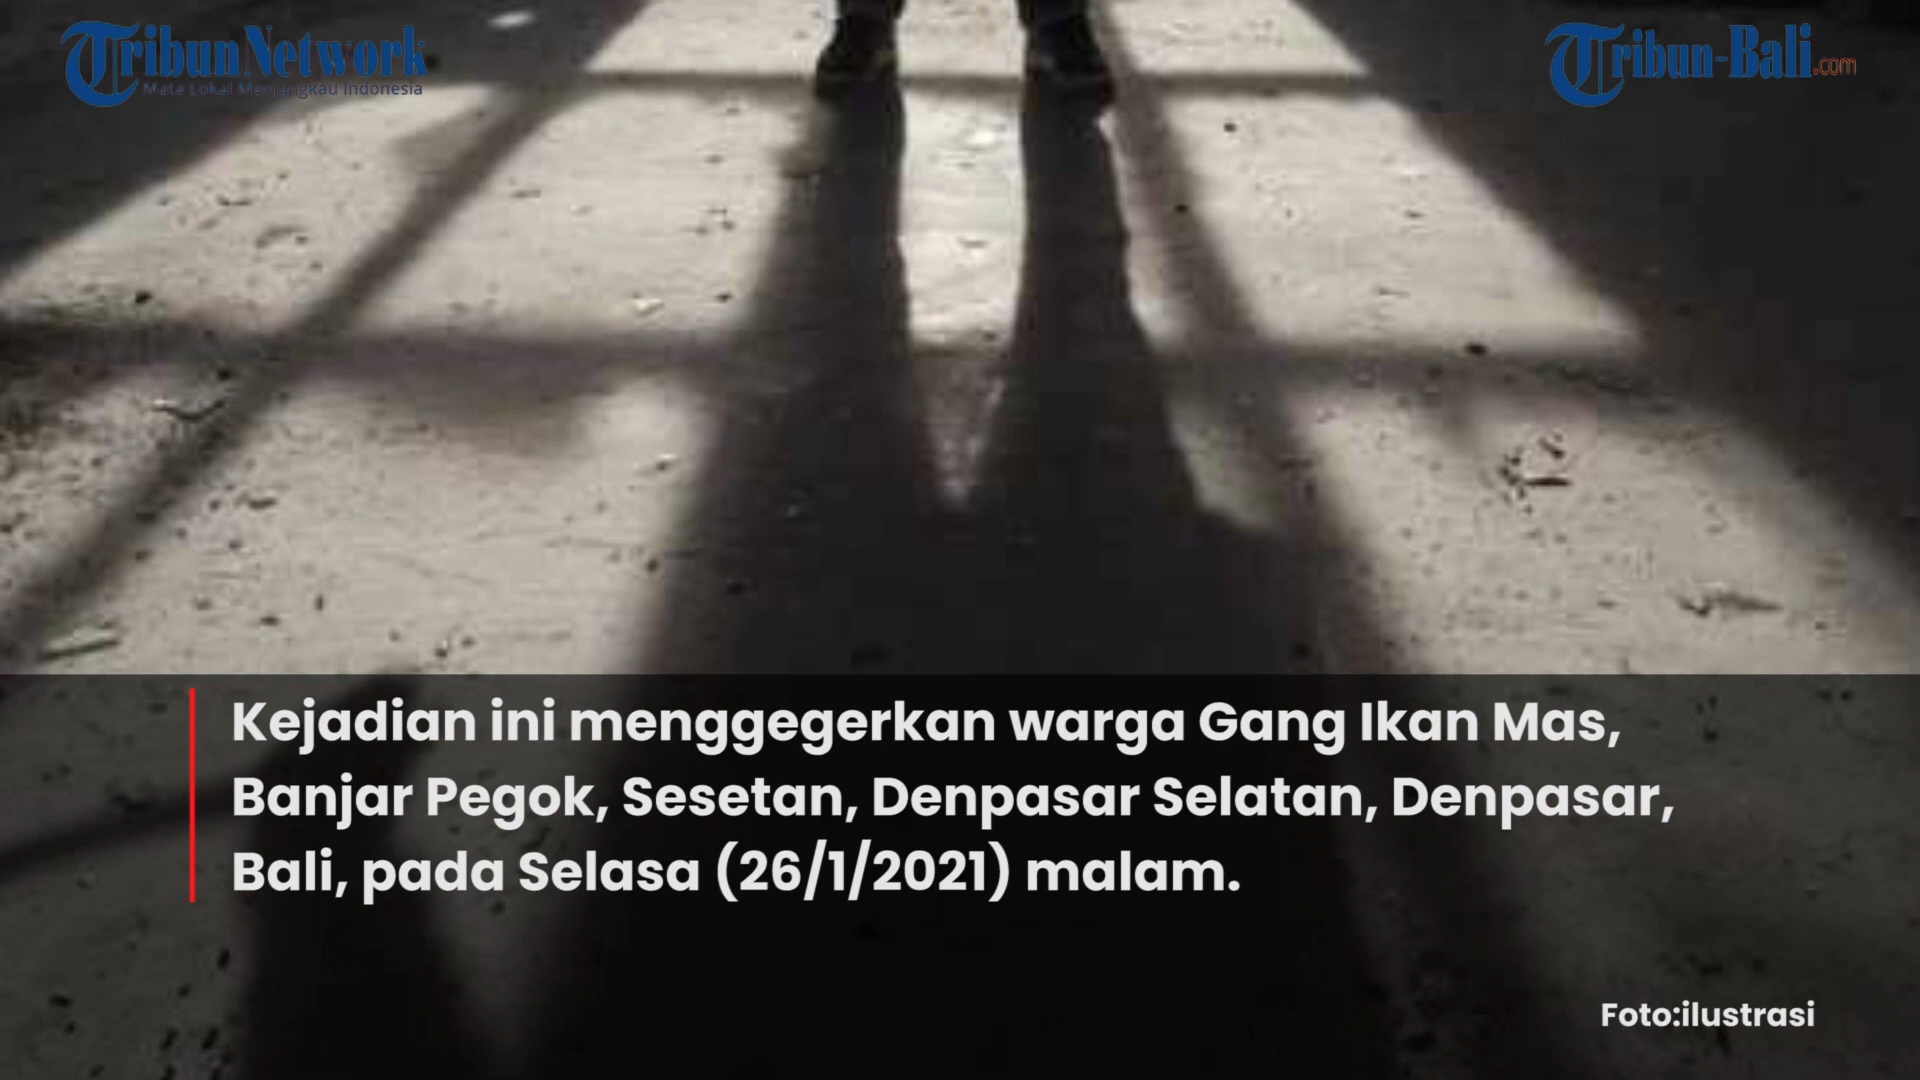 TribunNetwork
Mata Lokal Menjangkau Indonesia
Tribun-Bali.com
Kejadian ini menggegerkan warga Gang Ikan Mas,
Banjar Pegok, Sesetan, Denpasar Selatan, Denpasar,
Bali, pada Selasa (26/1/2021) malam.
Foto:ilustrasi